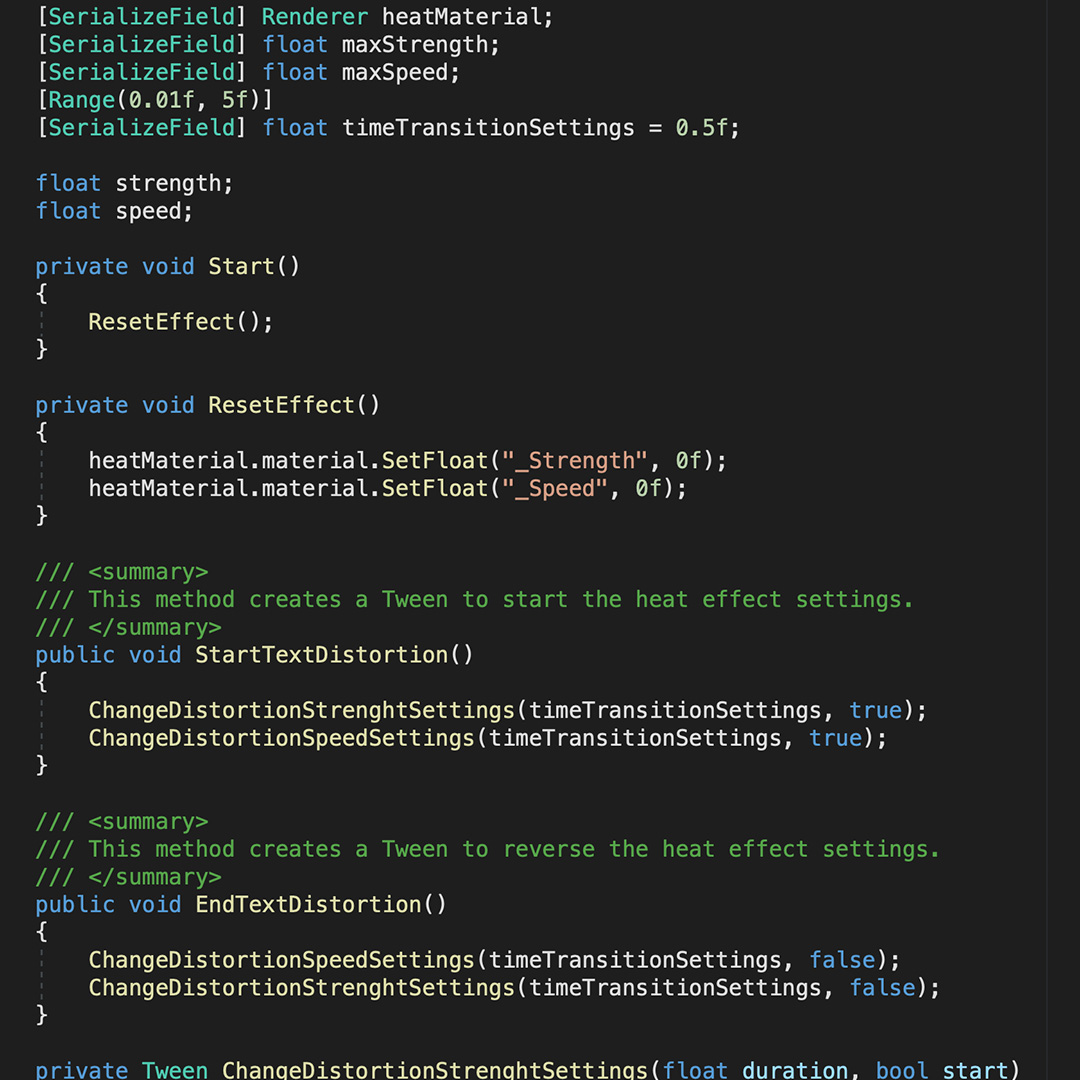 [SerializeField] Renderer heatMaterial;
[SerializeField] float maxStrength;
[SerializeField] float maxSpeed;
[Range(0.01f, 5f)]
[SerializeField] float timeTransitionSettings = 0.5f;
float strength;
float speed;
private void Start()
{
ResetEffect();
}
private void ResetEffect()
{
heatMaterial.material.SetFloat("_Strength", 0f);
heatMaterial.material.SetFloat("_Speed", 0f);
}
/// <summary>
/// This method creates a Tween to start the heat effect settings.
/// </summary>
public void StartTextDistortion()
{
ChangeDistortionStrenghtSettings(timeTransitionSettings, true);
ChangeDistortionSpeedSettings(timeTransitionSettings, true);
}
/// <summary>
/// This method creates a Tween to reverse the heat effect settings.
/// </summary>
public void EndTextDistortion()
{
ChangeDistortionSpeedSettings(timeTransitionSettings, false);
ChangeDistortionStrenghtSettings(timeTransitionSettings, false);
}
private Tween ChangeDistortionStrenghtSettings(float duration, bool start)